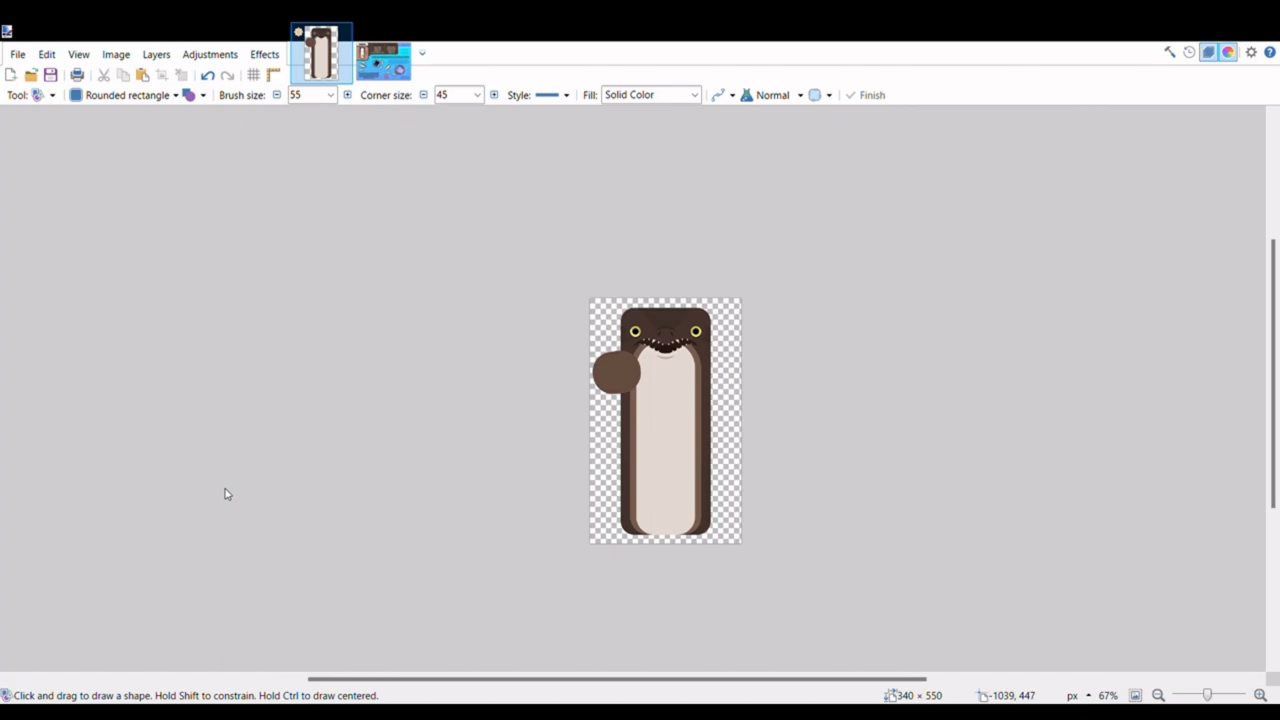 File Edit View Image Layers Adjustments Effects
Tool: Rounded rectangle Brush size: 55 Corner size: 45 Style: Fill: Solid Color Normal Finish
Click and drag to draw a shape. Hold Shift to constrain. Hold Ctrl to draw centered. 340 × 550 -1039, 447 px 67%